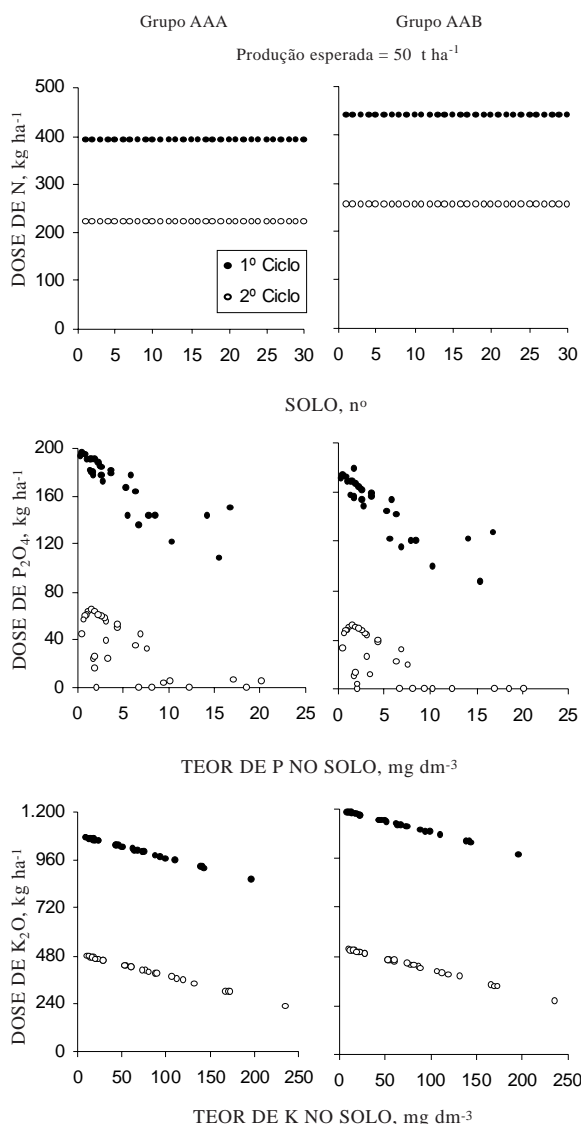 Grupo AAA Grupo AAB
Produção esperada = 50 t ha-1
DOSE DE N, kg ha-1
500
400
300
200
100
0
1º Ciclo
2º Ciclo
0 5 10 15 20 25 30 0 5 10 15 20 25 30
SOLO, nº
DOSE DE P2O4, kg ha-1
200
160
120
80
40
0
0 5 10 15 20 25 0 5 10 15 20 25
TEOR DE P NO SOLO, mg dm-3
DOSE DE K2O, kg ha-1
1.200
960
720
480
240
0
0 50 100 150 200 250 0 50 100 150 200 250
TEOR DE K NO SOLO, mg dm-3